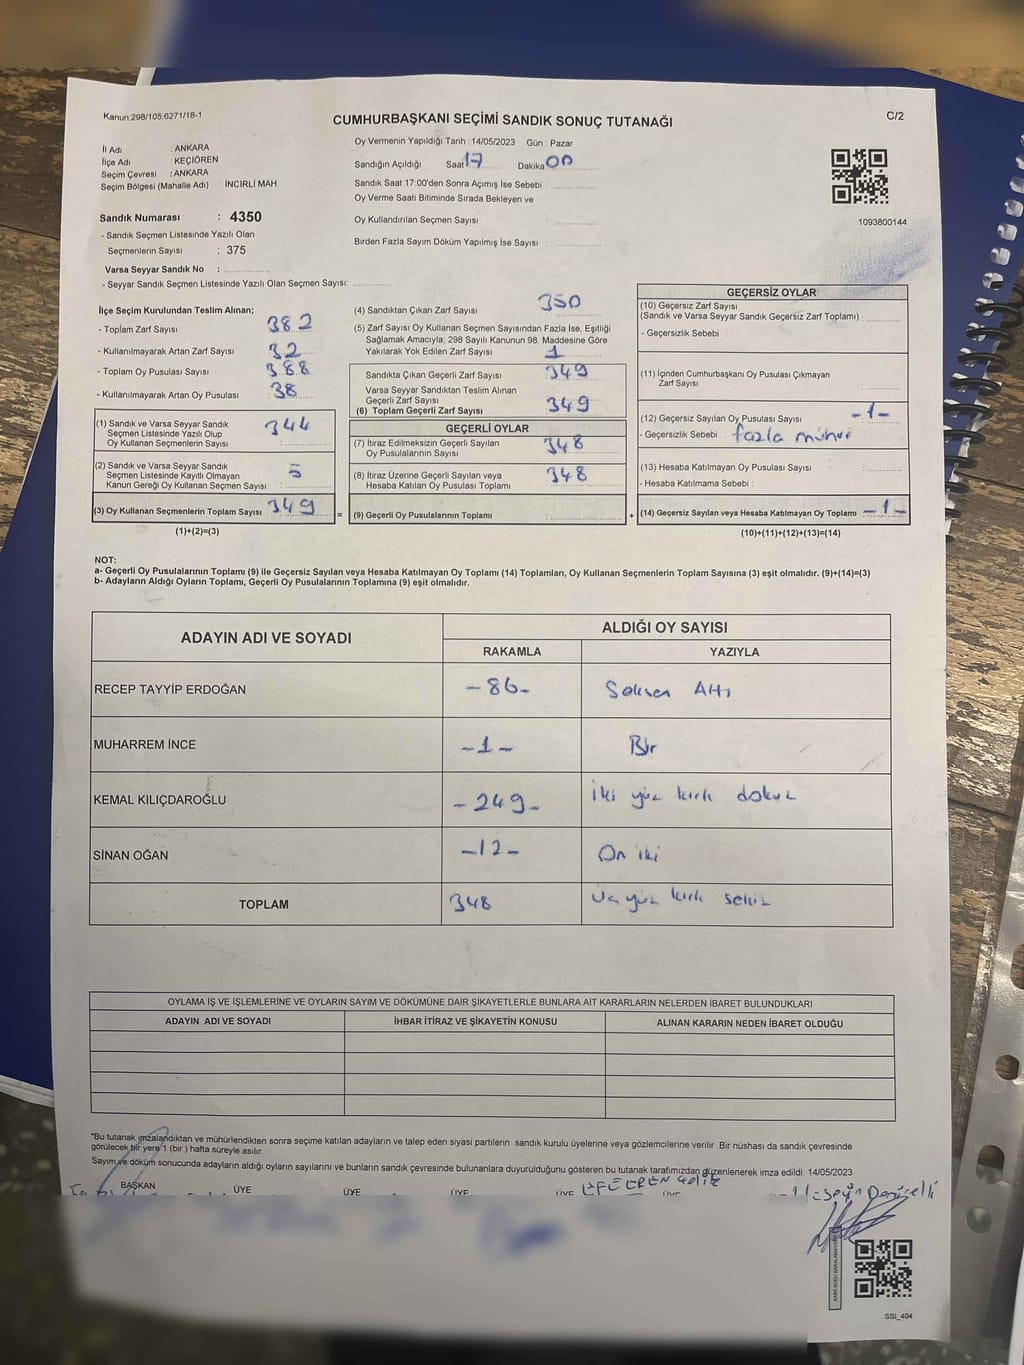 Kanun:298/105;6271/18-1
C/2
CUMHURBAŞKANI SEÇİMİ SANDIK SONUÇ TUTANAĞI
İl Adı : ANKARA
İlçe Adı : KEÇİÖREN
Seçim Çevresi : ANKARA
Seçim Bölgesi (Mahalle Adı) : İNCİRLİ MAH.
Sandık Numarası : 4350
- Sandık Seçmen Listesinde Yazılı Olan
Seçmenlerin Sayısı : 375
Varsa Seyyar Sandık No :
- Seyyar Sandık Seçmen Listesinde Yazılı Olan Seçmen Sayısı:
Oy Vermenin Yapıldığı Tarih : 14/05/2023 Gün : Pazar
Sandığın Açıldığı Saat 17 Dakika 00
Sandık Saat 17:00'den Sonra Açımış İse Sebebi :
Oy Verme Saati Bitiminde Sırada Bekleyen ve
Oy Kullandırılan Seçmen Sayısı :
Birden Fazla Sayım Döküm Yapılmış İse Sayısı :
1093800144
İlçe Seçim Kurulundan Teslim Alınan;
- Toplam Zarf Sayısı 382
- Kullanılmayarak Artan Zarf Sayısı 32
- Toplam Oy Pusulası Sayısı 388
- Kullanılmayarak Artan Oy Pusulası 38
(1) Sandık ve Varsa Seyyar Sandık
Seçmen Listesinde Yazılı Olup
Oy Kullanan Seçmenlerin Sayısı : 344
(2) Sandık ve Varsa Seyyar Sandık
Seçmen Listesinde Kayıtlı Olmayan
Kanun Gereği Oy Kullanan Seçmen Sayısı : 5
(3) Oy Kullanan Seçmenlerin Toplam Sayısı 349
(1)+(2)=(3)
(4) Sandıktan Çıkan Zarf Sayısı 350
(5) Zarf Sayısı Oy Kullanan Seçmen Sayısından Fazla İse, Eşitliği
Sağlamak Amacıyla; 298 Sayılı Kanunun 98. Maddesine Göre
Yakılarak Yok Edilen Zarf Sayısı 1
Sandıkta Çıkan Geçerli Zarf Sayısı 349
Varsa Seyyar Sandıktan Teslim Alınan
Geçerli Zarf Sayısı
(6) Toplam Geçerli Zarf Sayısı 349
GEÇERLİ OYLAR
(7) İtiraz Edilmeksizin Geçerli Sayılan
Oy Pusulalarının Sayısı 348
(8) İtiraz Üzerine Geçerli Sayılan veya
Hesaba Katılan Oy Pusulası Toplamı 348
= (9) Geçerli Oy Pusulalarının Toplamı +
GEÇERSİZ OYLAR
(10) Geçersiz Zarf Sayısı
(Sandık ve Varsa Seyyar Sandık Geçersiz Zarf Toplamı) :
- Geçersizlik Sebebi :
(11) İçinden Cumhurbaşkanı Oy Pusulası Çıkmayan
Zarf Sayısı :
(12) Geçersiz Sayılan Oy Pusulası Sayısı -1-
- Geçersizlik Sebebi : fazla mühür
(13) Hesaba Katılmayan Oy Pusulası Sayısı :
- Hesaba Katılmama Sebebi :
(14) Geçersiz Sayılan veya Hesaba Katılmayan Oy Toplamı -1-
(10)+(11)+(12)+(13)=(14)
NOT:
a- Geçerli Oy Pusulalarının Toplamı (9) ile Geçersiz Sayılan veya Hesaba Katılmayan Oy Toplamı (14) Toplamları, Oy Kullanan Seçmenlerin Toplam Sayısına (3) eşit olmalıdır. (9)+(14)=(3)
b- Adayların Aldığı Oyların Toplamı, Geçerli Oy Pusulalarının Toplamına (9) eşit olmalıdır.
ADAYIN ADI VE SOYADI ALDIĞI OY SAYISI
RAKAMLA YAZIYLA
RECEP TAYYİP ERDOĞAN -86- Seksen Altı
MUHARREM İNCE -1- Bir
KEMAL KILIÇDAROĞLU -249- İki yüz kırk dokuz
SİNAN OĞAN -12- On iki
TOPLAM 348 Üç yüz kırk sekiz
OYLAMA İŞ VE İŞLEMLERİNE VE OYLARIN SAYIM VE DÖKÜMÜNE DAİR ŞİKAYETLERLE BUNLARA AİT KARARLARIN NELERDEN İBARET BULUNDUKLARI
ADAYIN ADI VE SOYADI İHBAR İTİRAZ VE ŞİKAYETİN KONUSU ALINAN KARARIN NEDEN İBARET OLDUĞU
"Bu tutanak imzalandıktan ve mühürlendikten sonra seçime katılan adayların ve talep eden siyasi partilerin sandık kurulu üyelerine veya gözlemcilerine verilir .Bir nüshası da sandık çevresinde
görülecek bir yere 1 (bir ) hafta süreyle asılır.
Sayım ve döküm sonucunda adayların aldığı oyların sayılarını ve bunların sandık çevresinde bulunanlara duyurulduğunu gösteren bu tutanak tarafımızdan düzenlenerek imza edildi. 14/05/2023
BAŞKAN ÜYE ÜYE ÜYE ÜYE ÜYE
SSI_404